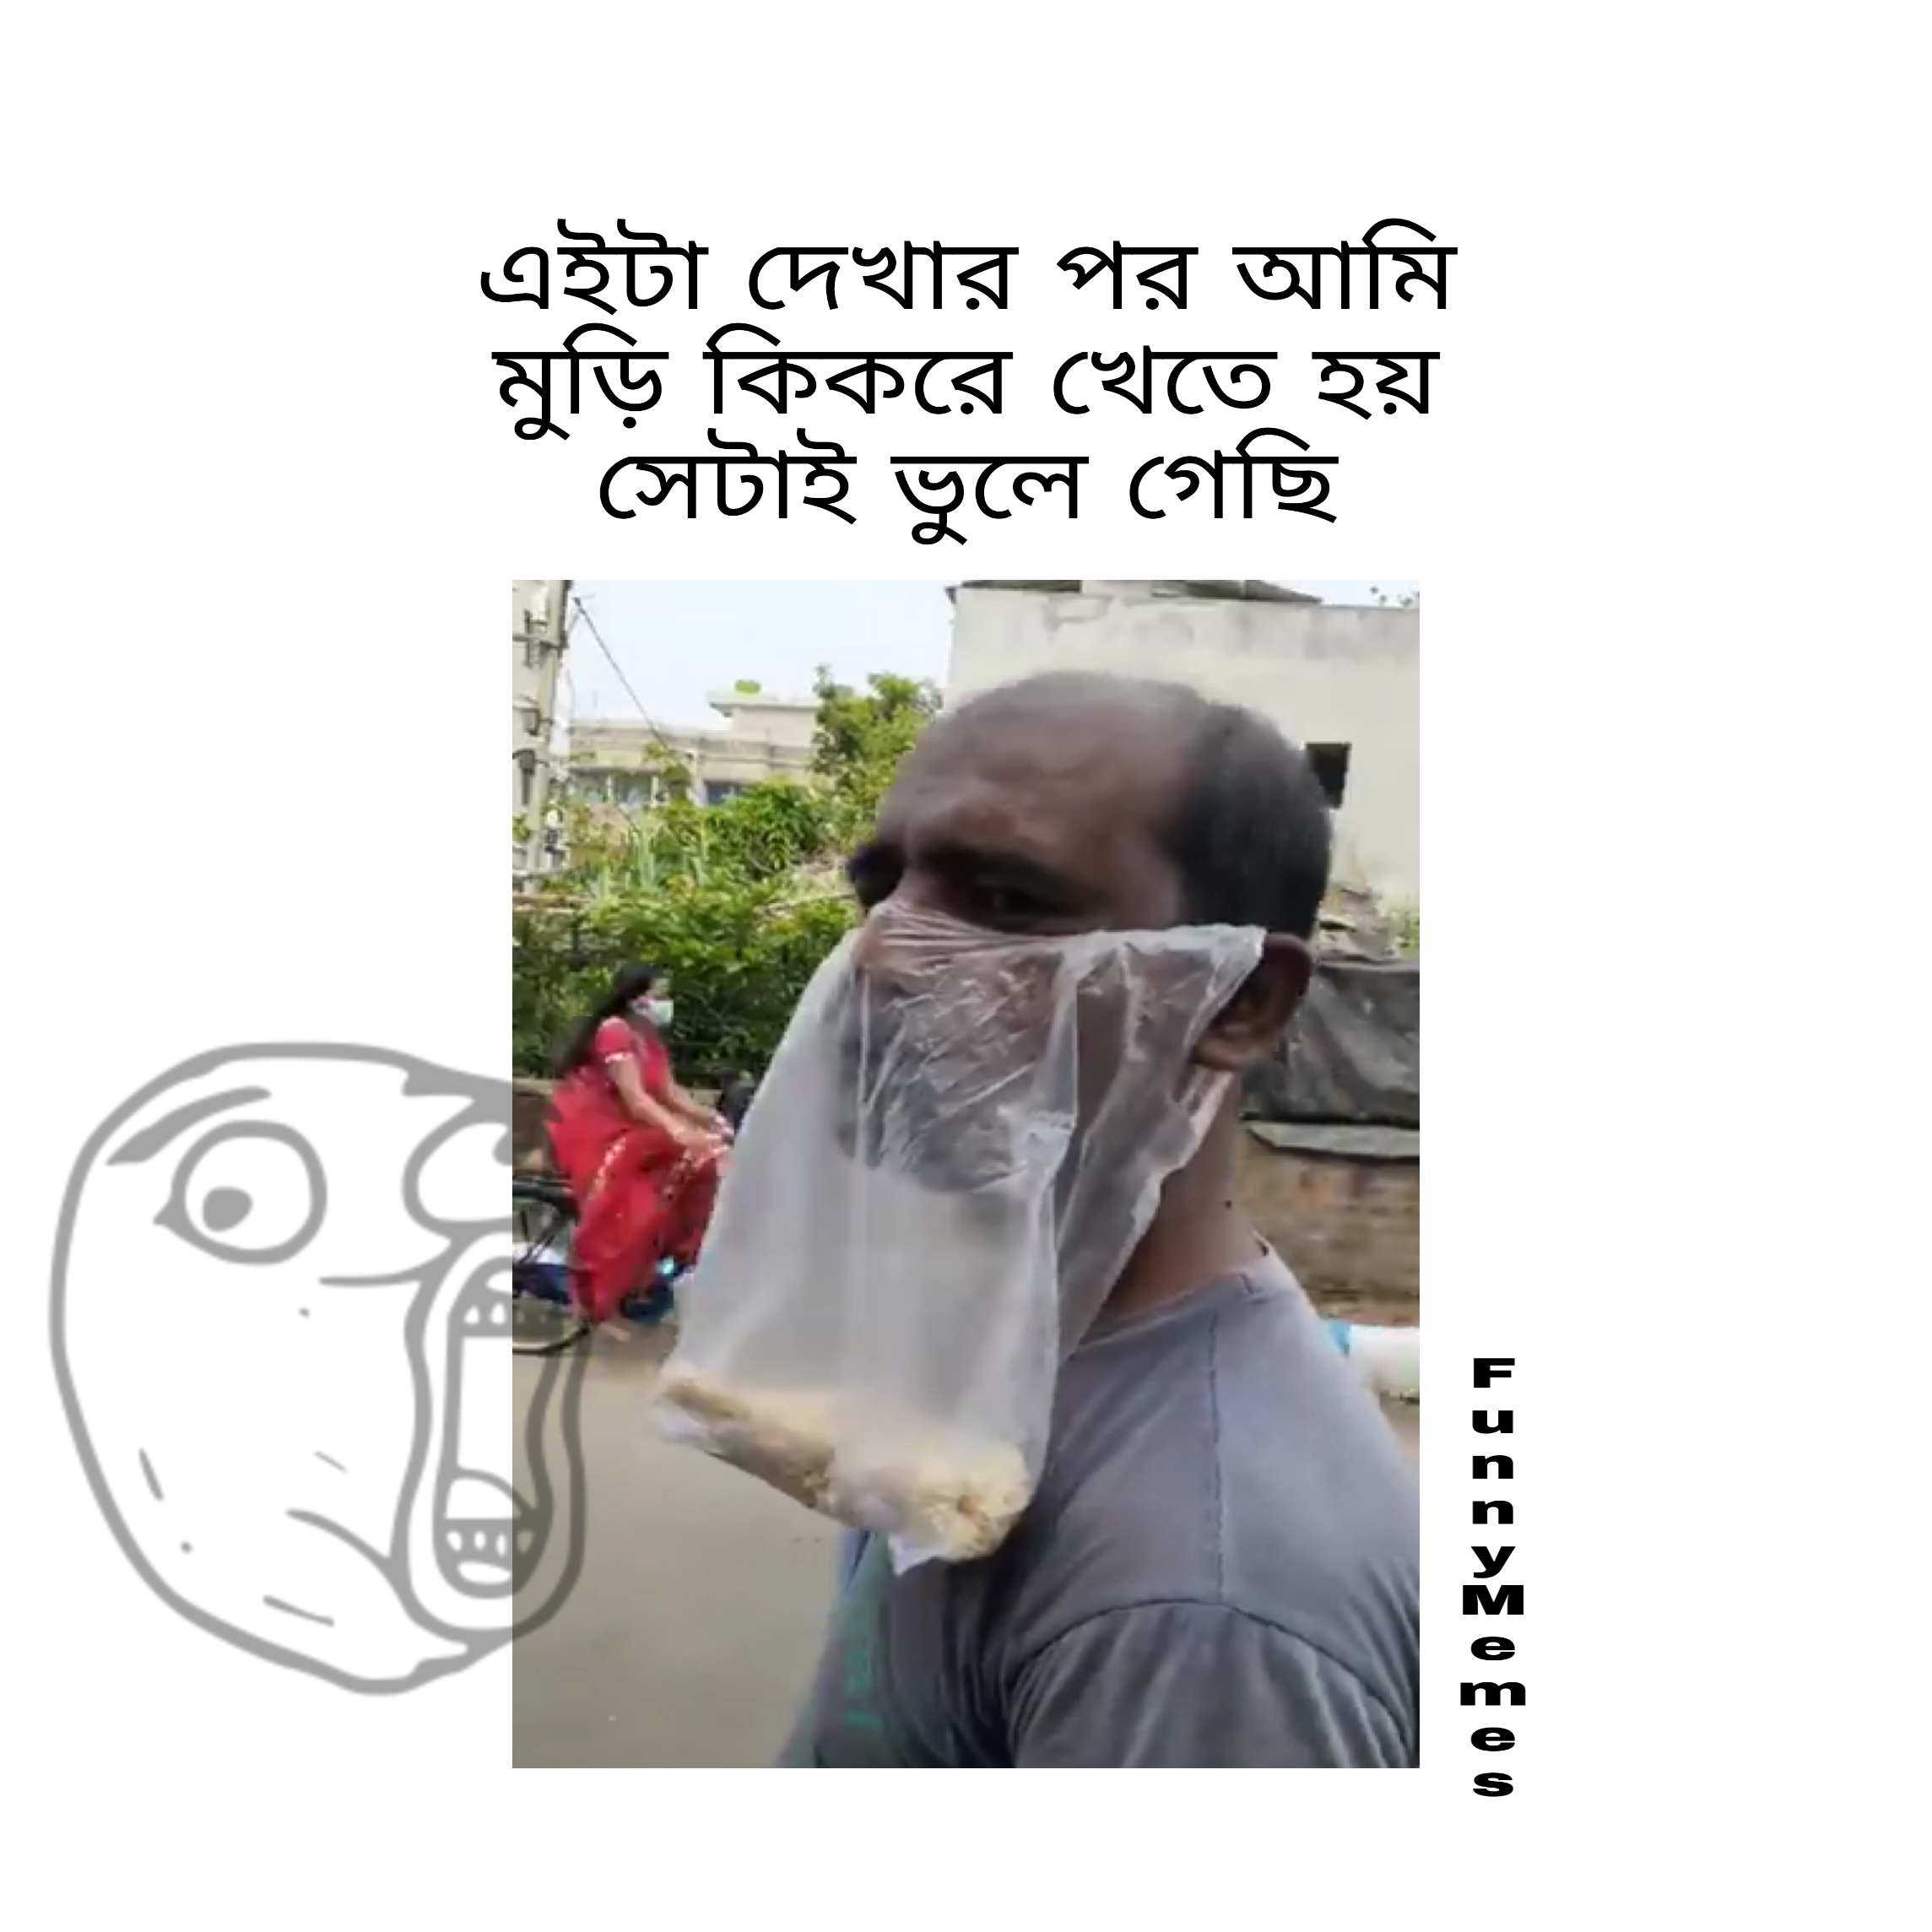 এইটা দেখার পর আমি
মুড়ি কিকরে খেতে হয়
সেটাই ভুলে গেছি
FunnyMemes